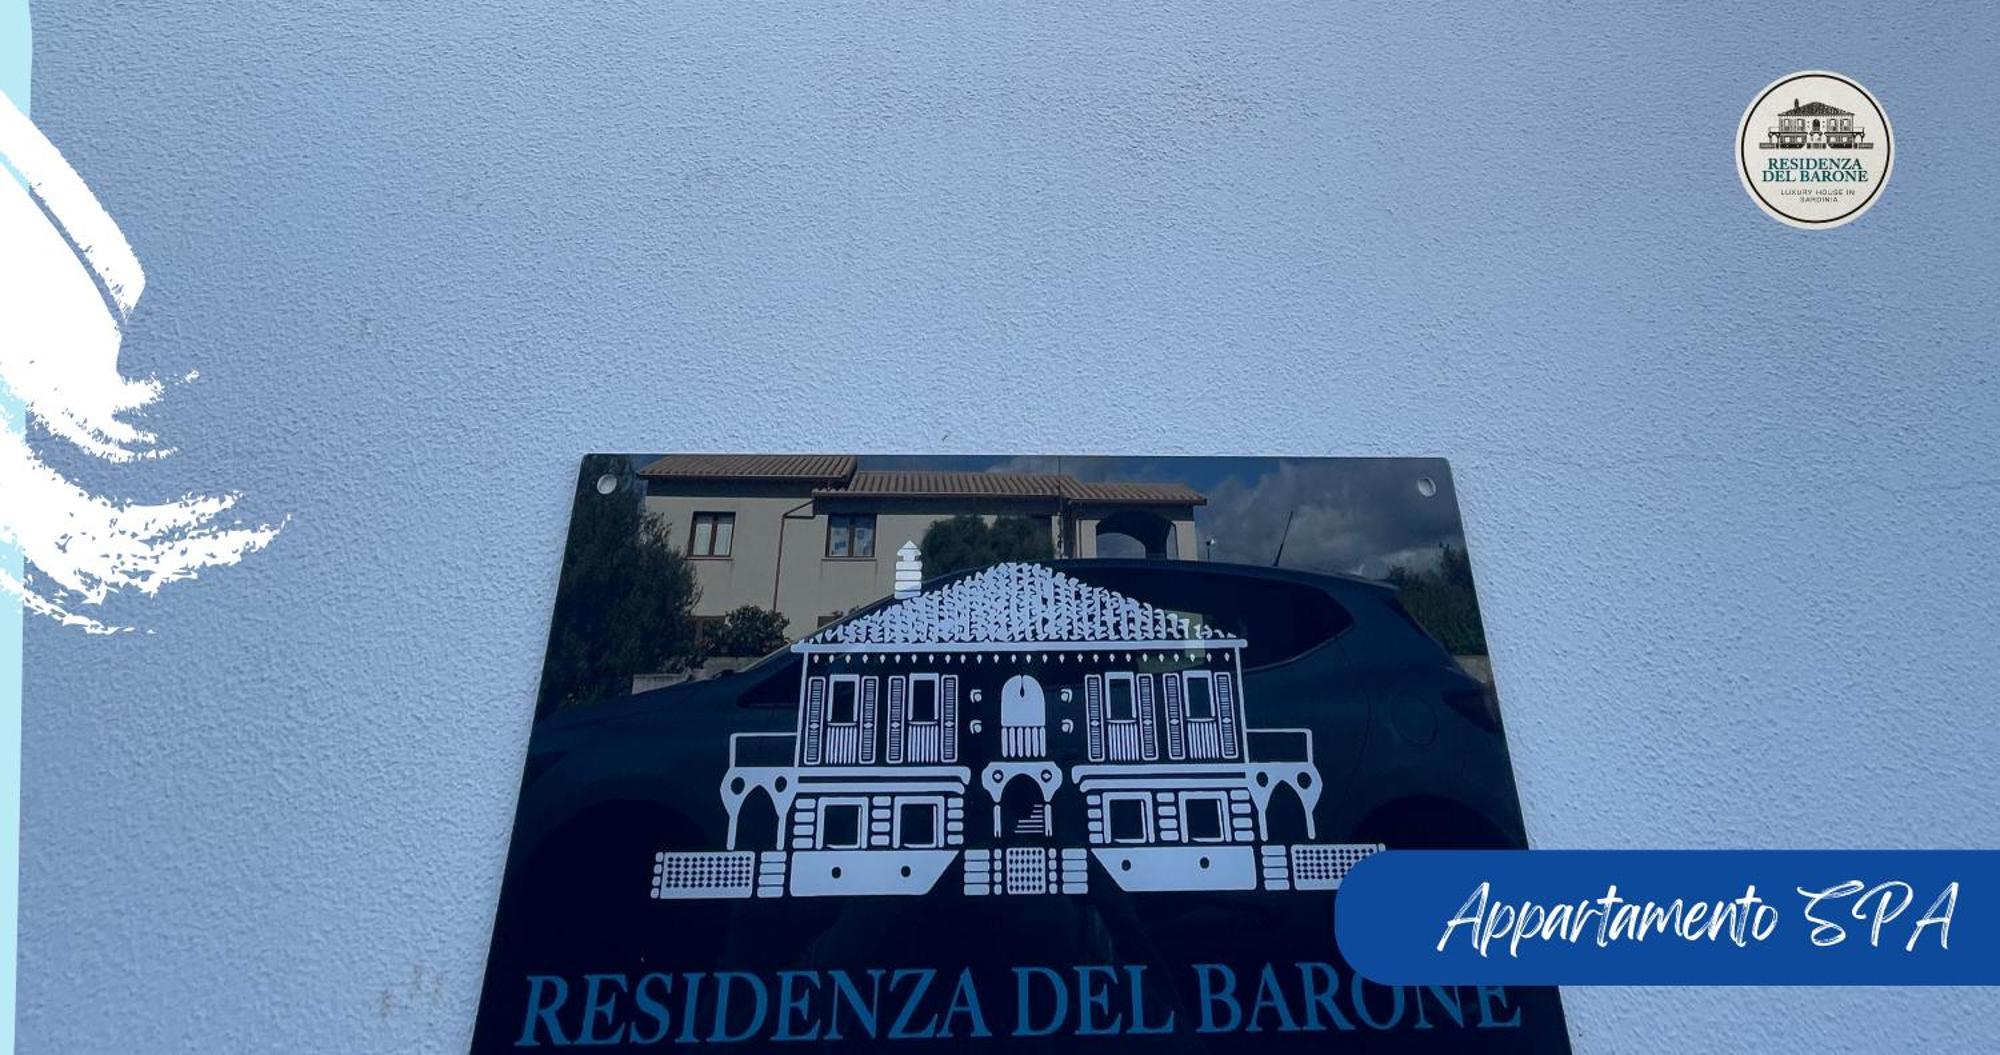 RESIDENZA
DEL BARONE
LUXURY HOUSE IN
SARDINIA
Appartamento SPA
RESIDENZA DEL BARONE